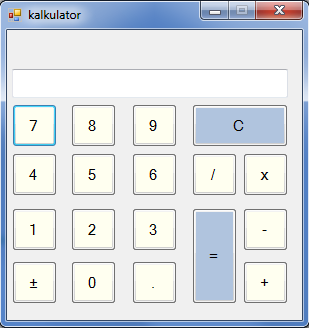 kalkulator
7 8 9 C
4 5 6 / x
1 2 3 = -
± 0 . +